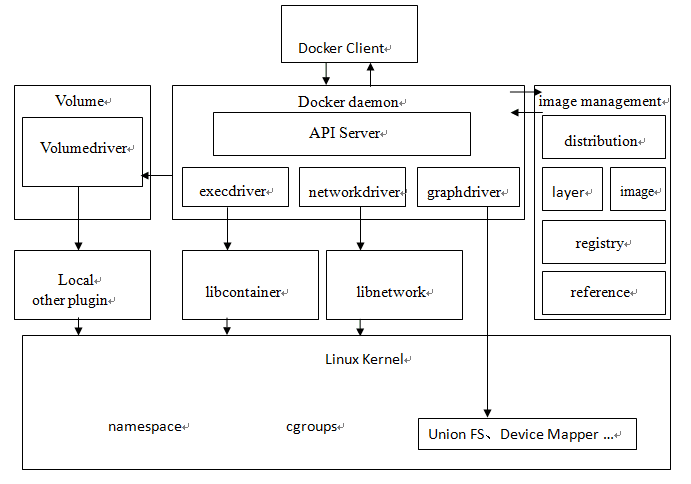 Docker Client
Volume
Volumedriver
Docker daemon
API Server
execdriver
networkdriver
graphdriver
image management
distribution
layer
image
registry
reference
Local
other plugin
libcontainer
libnetwork
Linux Kernel
namespace
cgroups
Union FS、Device Mapper ...